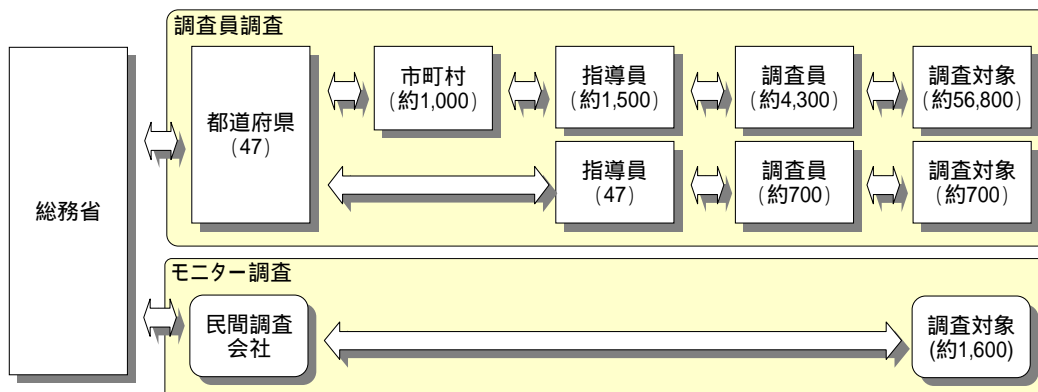 調査員調査
総務省
都道府県
(47)
市町村
(約1,000)
指導員
(約1,500)
調査員
(約4,300)
調査対象
(約56,800)
指導員
(47)
調査員
(約700)
調査対象
(約700)
モニター調査
民間調査
会社
調査対象
(約1,600)